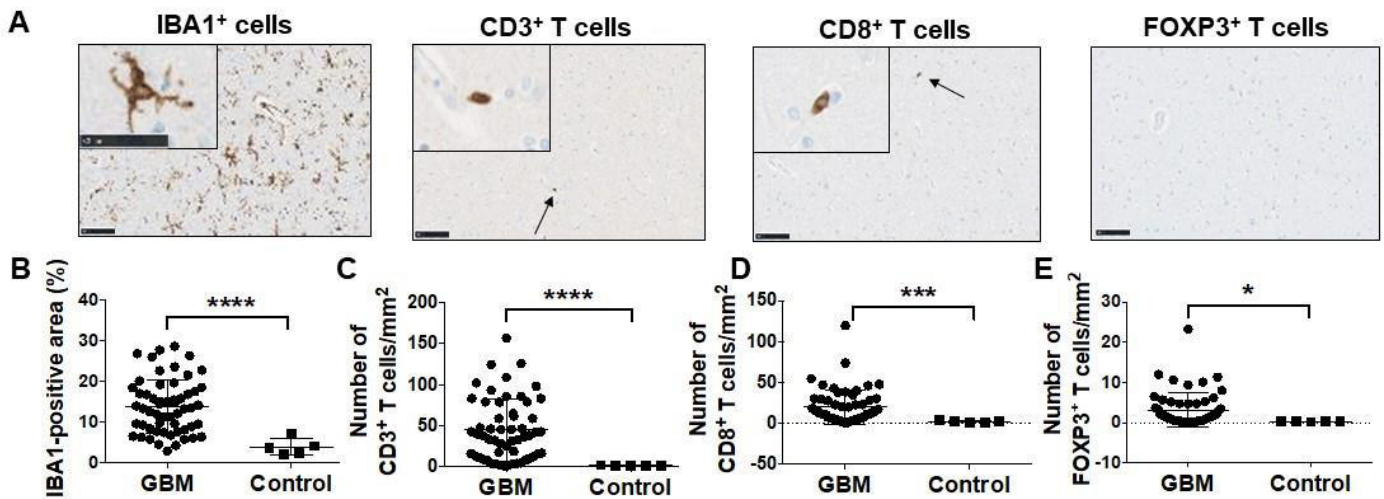 A
IBA1⁺ cells
CD3⁺ T cells
CD8⁺ T cells
FOXP3⁺ T cells
B
IBA1-positive area (%)
40
30
20
10
0
****
GBM
Control
C
Number of
CD3⁺ T cells/mm²
200
150
100
50
0
****
GBM
Control
D
Number of
CD8⁺ T cells/mm²
150
100
50
0
-50
***
GBM
Control
E
Number of
FOXP3⁺ T cells/mm²
30
20
10
0
-10
*
GBM
Control